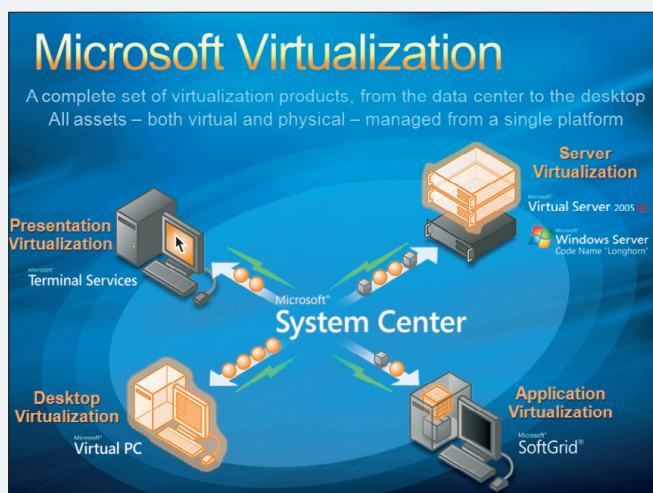 Microsoft Virtualization
A complete set of virtualization products, from the data center to the desktop
All assets – both virtual and physical – managed from a single platform
Server
Virtualization
Microsoft®
Virtual Server 2005 R2
Microsoft®
Windows Server
Code Name "Longhorn"
Presentation
Virtualization
Microsoft®
Terminal Services
Microsoft®
System Center
Desktop
Virtualization
Microsoft®
Virtual PC
Application
Virtualization
Microsoft®
SoftGrid®